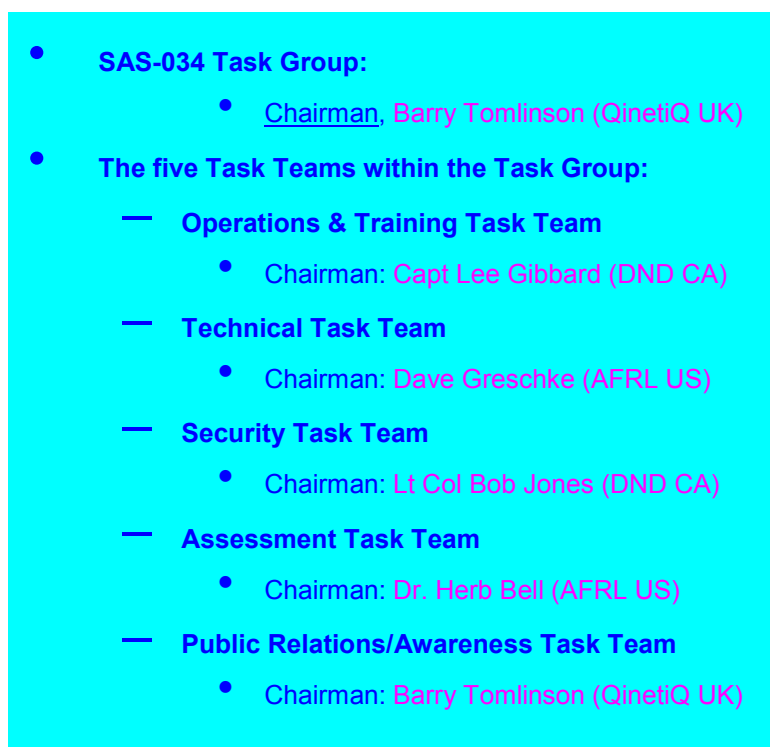 • SAS-034 Task Group:
• Chairman, Barry Tomlinson (QinetiQ UK)
• The five Task Teams within the Task Group:
— Operations & Training Task Team
• Chairman: Capt Lee Gibbard (DND CA)
— Technical Task Team
• Chairman: Dave Greschke (AFRL US)
— Security Task Team
• Chairman: Lt Col Bob Jones (DND CA)
— Assessment Task Team
• Chairman: Dr. Herb Bell (AFRL US)
— Public Relations/Awareness Task Team
• Chairman: Barry Tomlinson (QinetiQ UK)